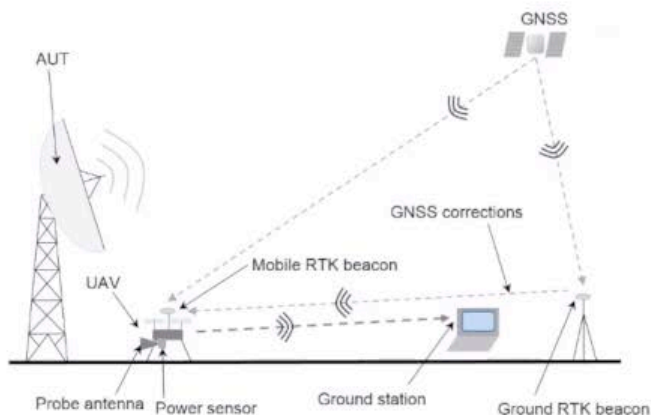 GNSS
AUT
GNSS corrections
Mobile RTK beacon
UAV
Probe antenna
Power sensor
Ground station
Ground RTK beacon